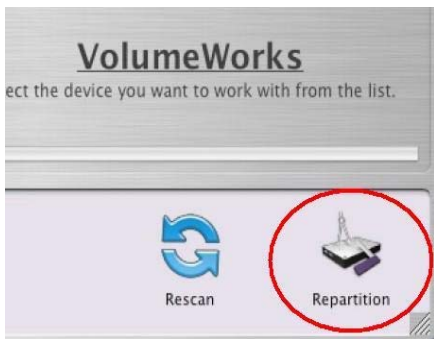 VolumeWorks
ect the device you want to work with from the list.
Rescan
Repartition